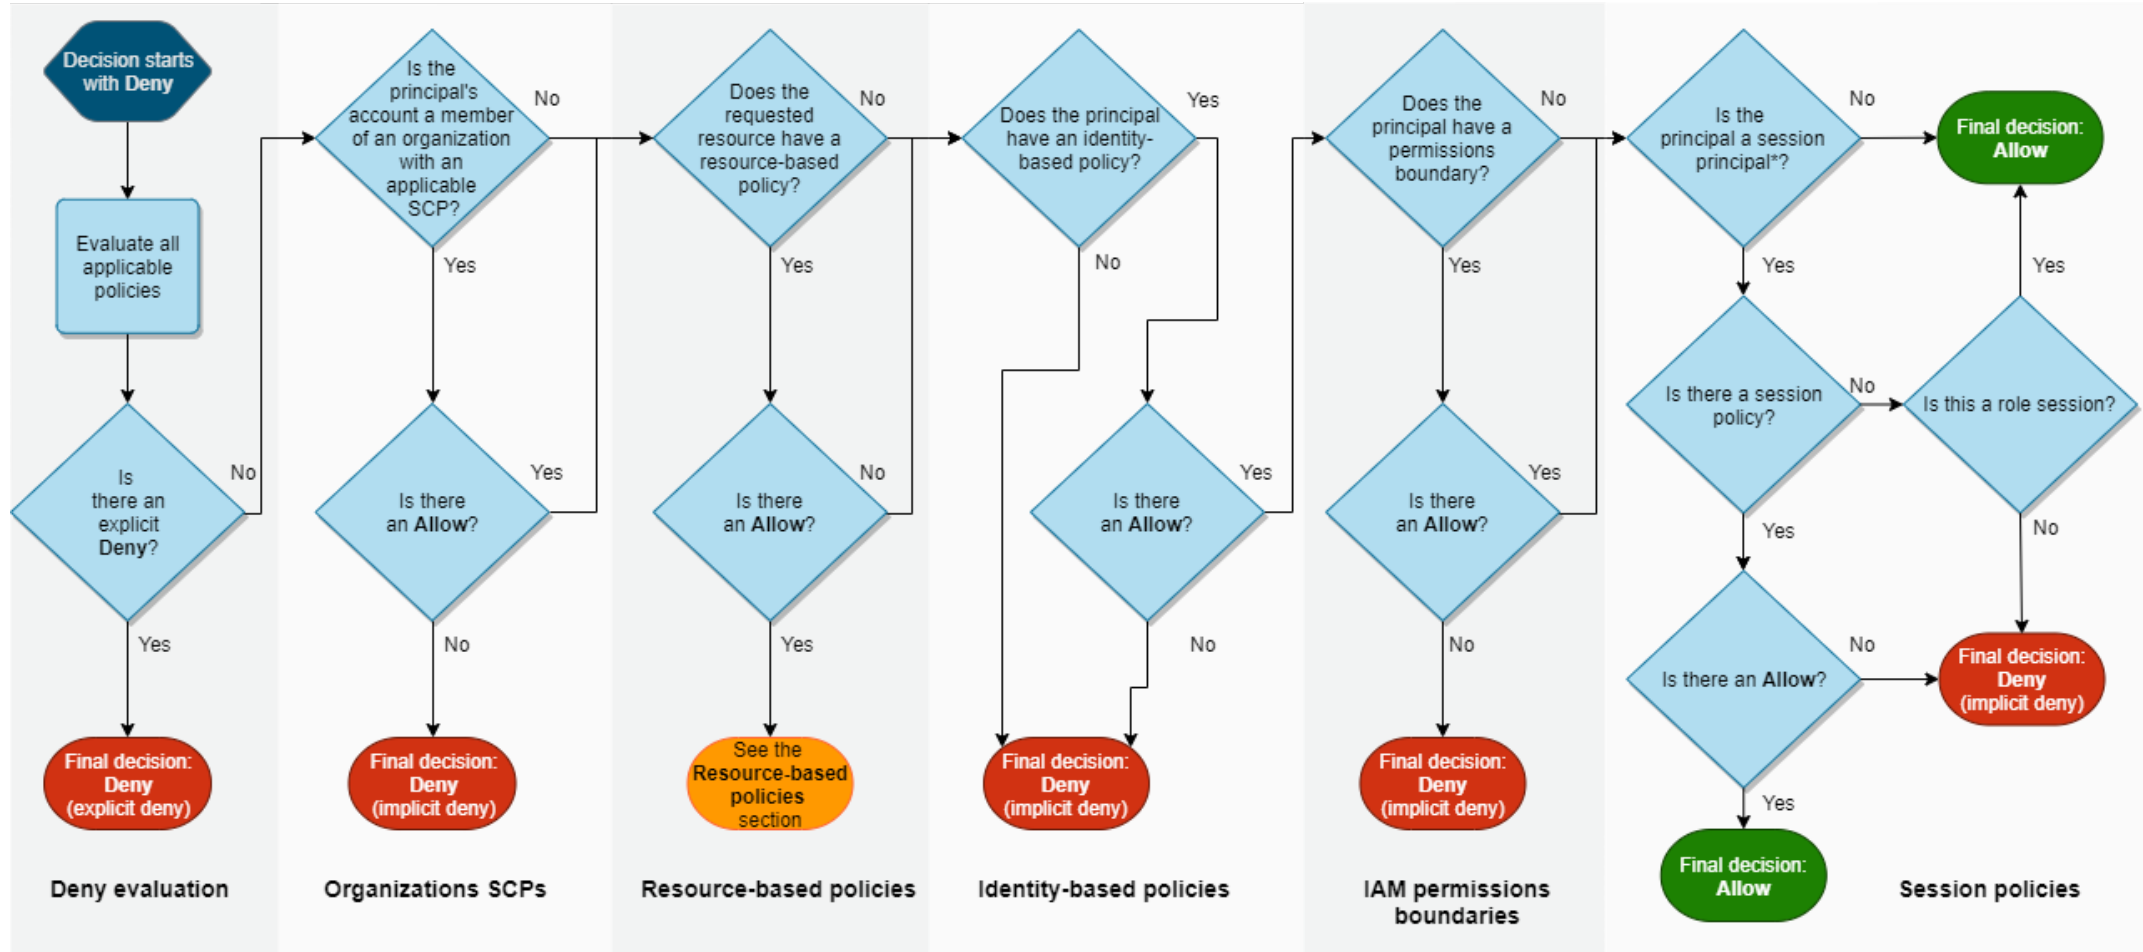 Decision starts
with Deny
Evaluate all
applicable
policies
Is
there an
explicit
Deny?
No
Yes
Final decision:
Deny
(explicit deny)
Deny evaluation
Is the
principal's
account a member
of an organization
with an
applicable
SCP?
No
Yes
Is there
an Allow?
Yes
No
Final decision:
Deny
(implicit deny)
Organizations SCPs
Does the
requested
resource have a
resource-based
policy?
No
Yes
Is there
an Allow?
No
Yes
See the
Resource-based
policies
section
Resource-based policies
Does the principal
have an identity-
based policy?
Yes
No
Is there
an Allow?
Yes
No
Final decision:
Deny
(implicit deny)
Identity-based policies
Does the
principal have a
permissions
boundary?
No
Yes
Is there
an Allow?
Yes
No
Final decision:
Deny
(implicit deny)
IAM permissions
boundaries
Is the
principal a session
principal*?
No
Final decision:
Allow
Yes
Is there a session
policy?
No
Is this a role session?
Yes
No
Yes
Is there an Allow?
No
Final decision:
Deny
(implicit deny)
Yes
Final decision:
Allow
Session policies